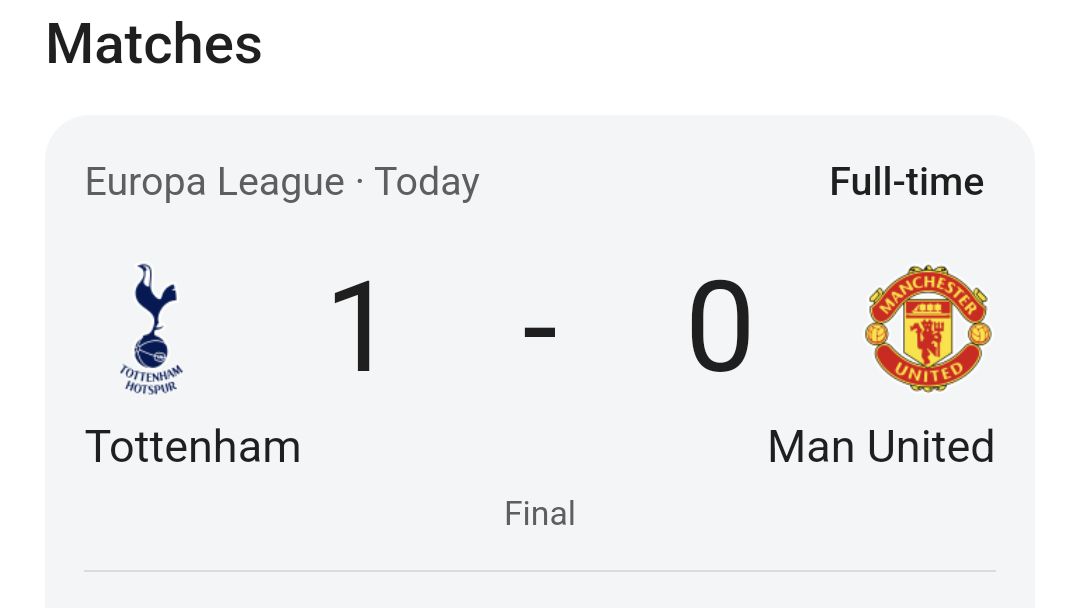 Matches
Europa League · Today
Full-time
1 - 0
TOTTENHAM
HOTSPUR
MANCHESTER
UNITED
Tottenham
Man United
Final